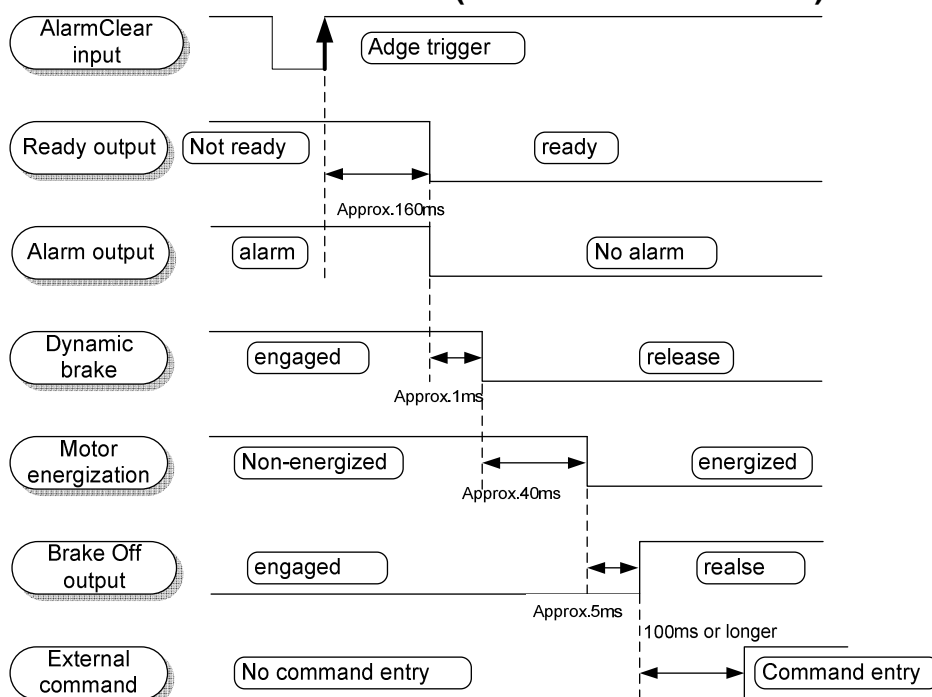 AlarmClear
input
Adge trigger
Ready output
Not ready
ready
Approx.160ms
Alarm output
alarm
No alarm
Dynamic
brake
engaged
release
Approx.1ms
Motor
energization
Non-energized
energized
Approx.40ms
Brake Off
output
engaged
realse
Approx.5ms
100ms or longer
External
command
No command entry
Command entry